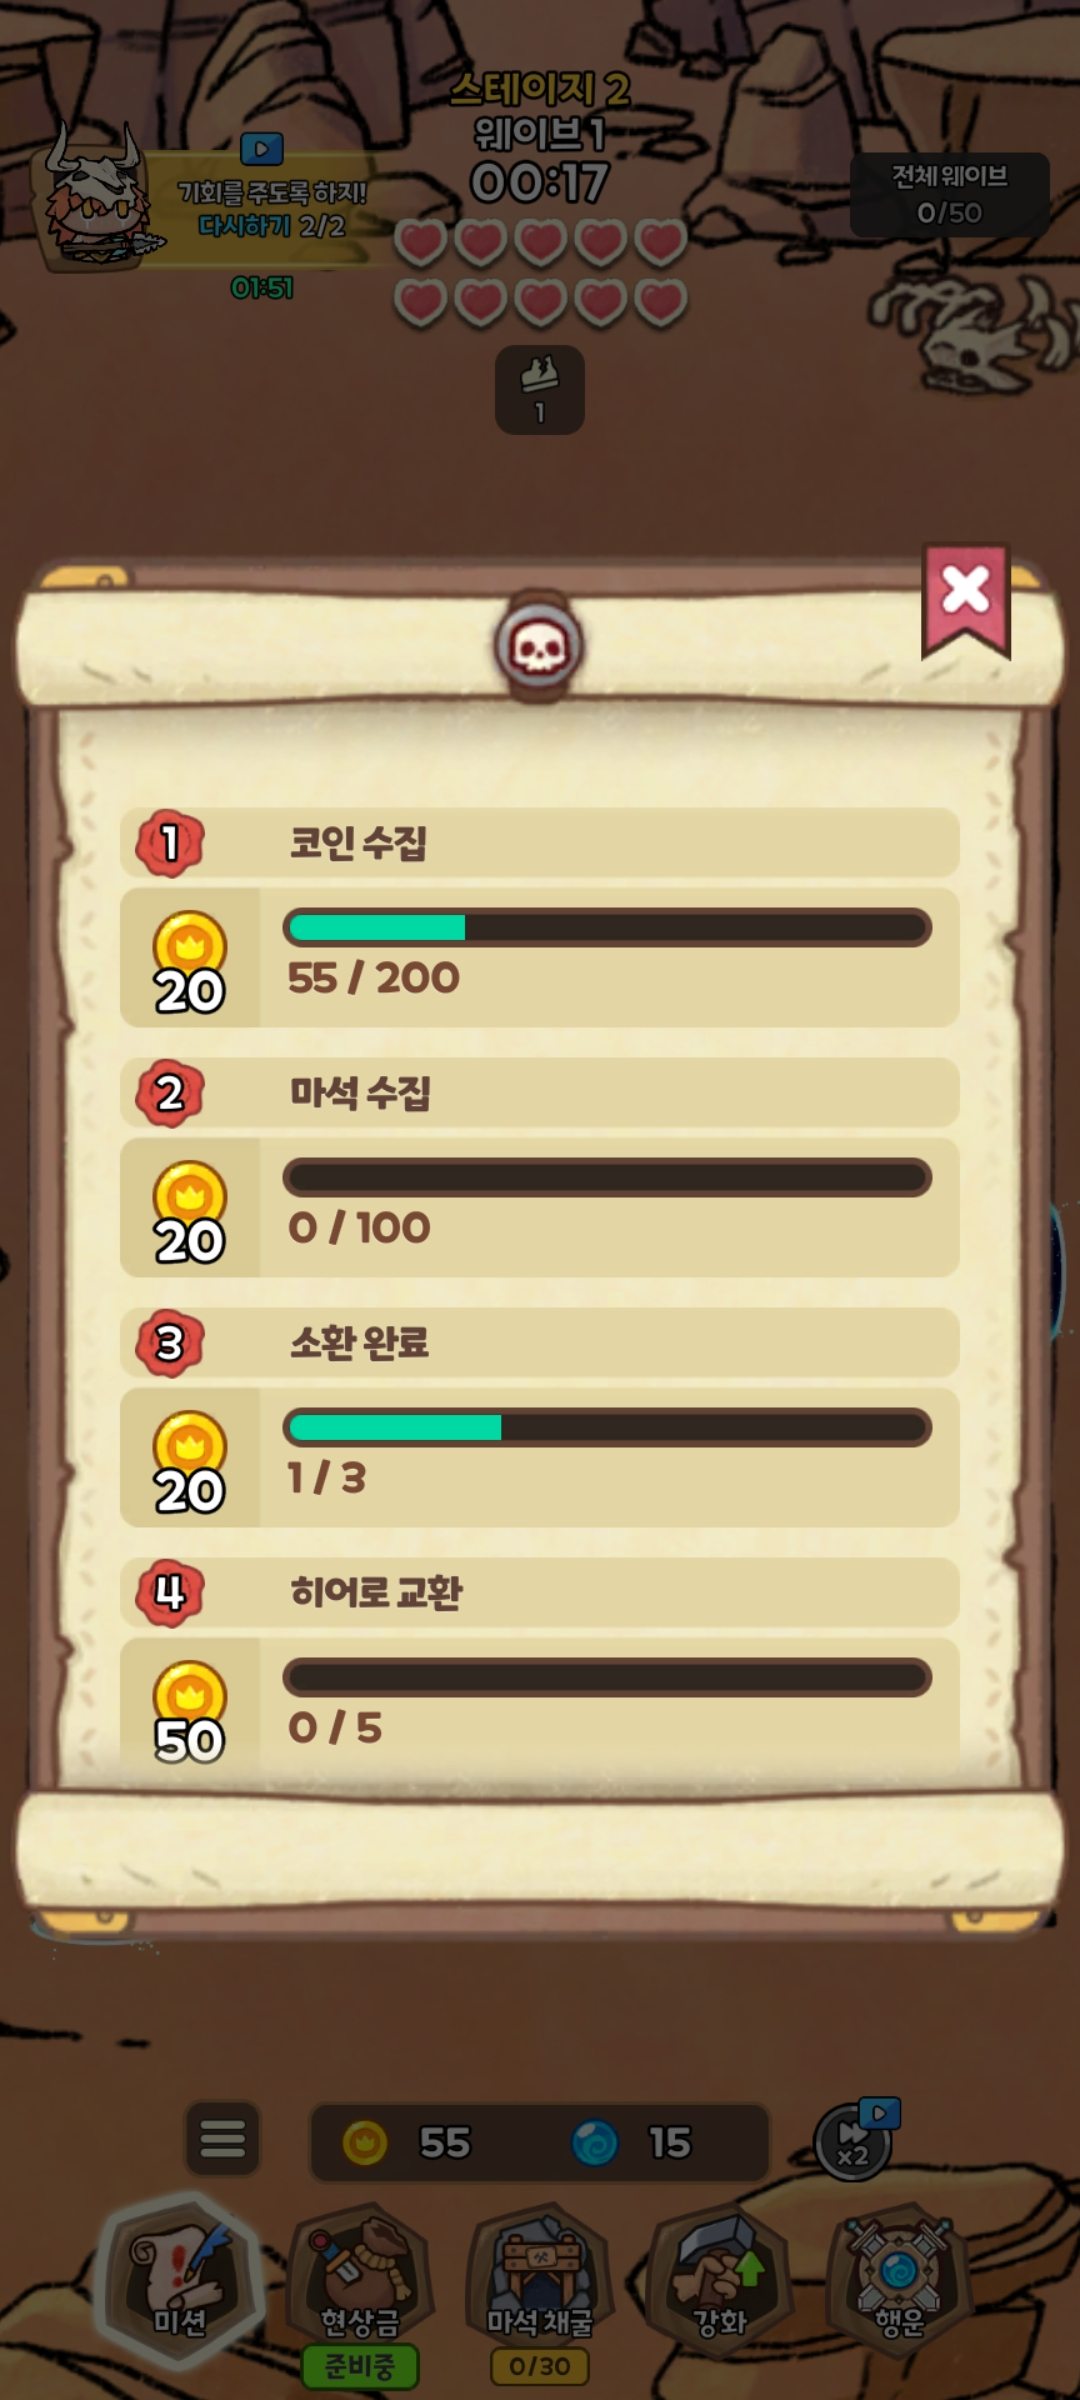 스테이지 2
웨이브 1
00:17
기회를 주도록 하지!
다시하기 2/2
01:51
전체 웨이브
0/50
1
1
코인 수집
20
55 / 200
2
마석 수집
20
0 / 100
3
소환 완료
20
1 / 3
4
히어로 교환
50
0 / 5
55
15
x2
미션
현상금
마석 채굴
강화
행운
준비중
0/30